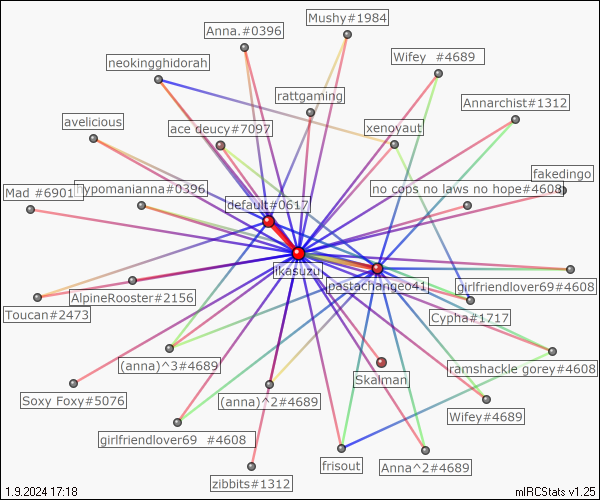 Mushy#1984
Anna.#0396
Wifey  #4689
neokingghidorah
rattgaming
Annarchist#1312
avelicious
ace deucy#7097
xenoyaut
fakedingo
Mad #6901
hypomanianna#0396
no cops no laws no hope#4608
default#0617
likasuzu
pastachangeo41
girlfriendlover69#4608
AlpineRooster#2156
Toucan#2473
Cypha#1717
(anna)^3#4689
ramshackle gorey#4608
Skalman
Soxy Foxy#5076
(anna)^2#4689
Wifey#4689
girlfriendlover69  #4608
frisout
Anna^2#4689
zibbits#1312
1.9.2024 17:18
mIRCStats v1.25